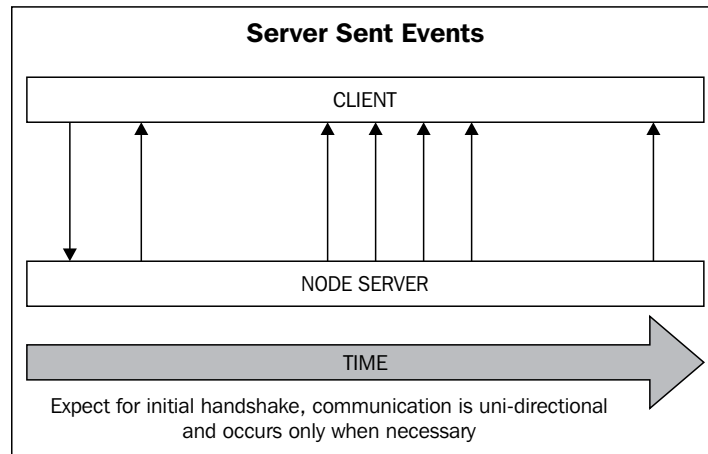 Server Sent Events
CLIENT
NODE SERVER
TIME
Expect for initial handshake, communication is uni-directional
and occurs only when necessary